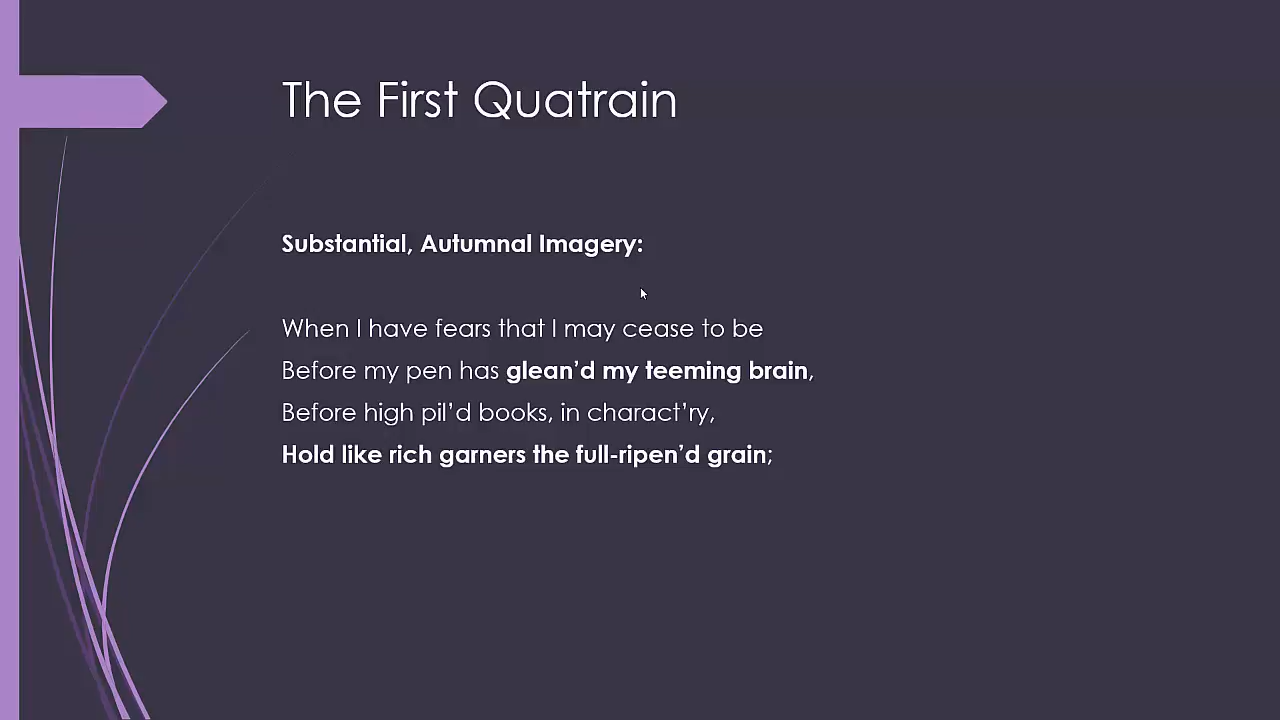 The First Quatrain
Substantial, Autumnal Imagery:
When I have fears that I may cease to be
Before my pen has glean’d my teeming brain,
Before high pil’d books, in charact’ry,
Hold like rich garners the full-ripen’d grain;